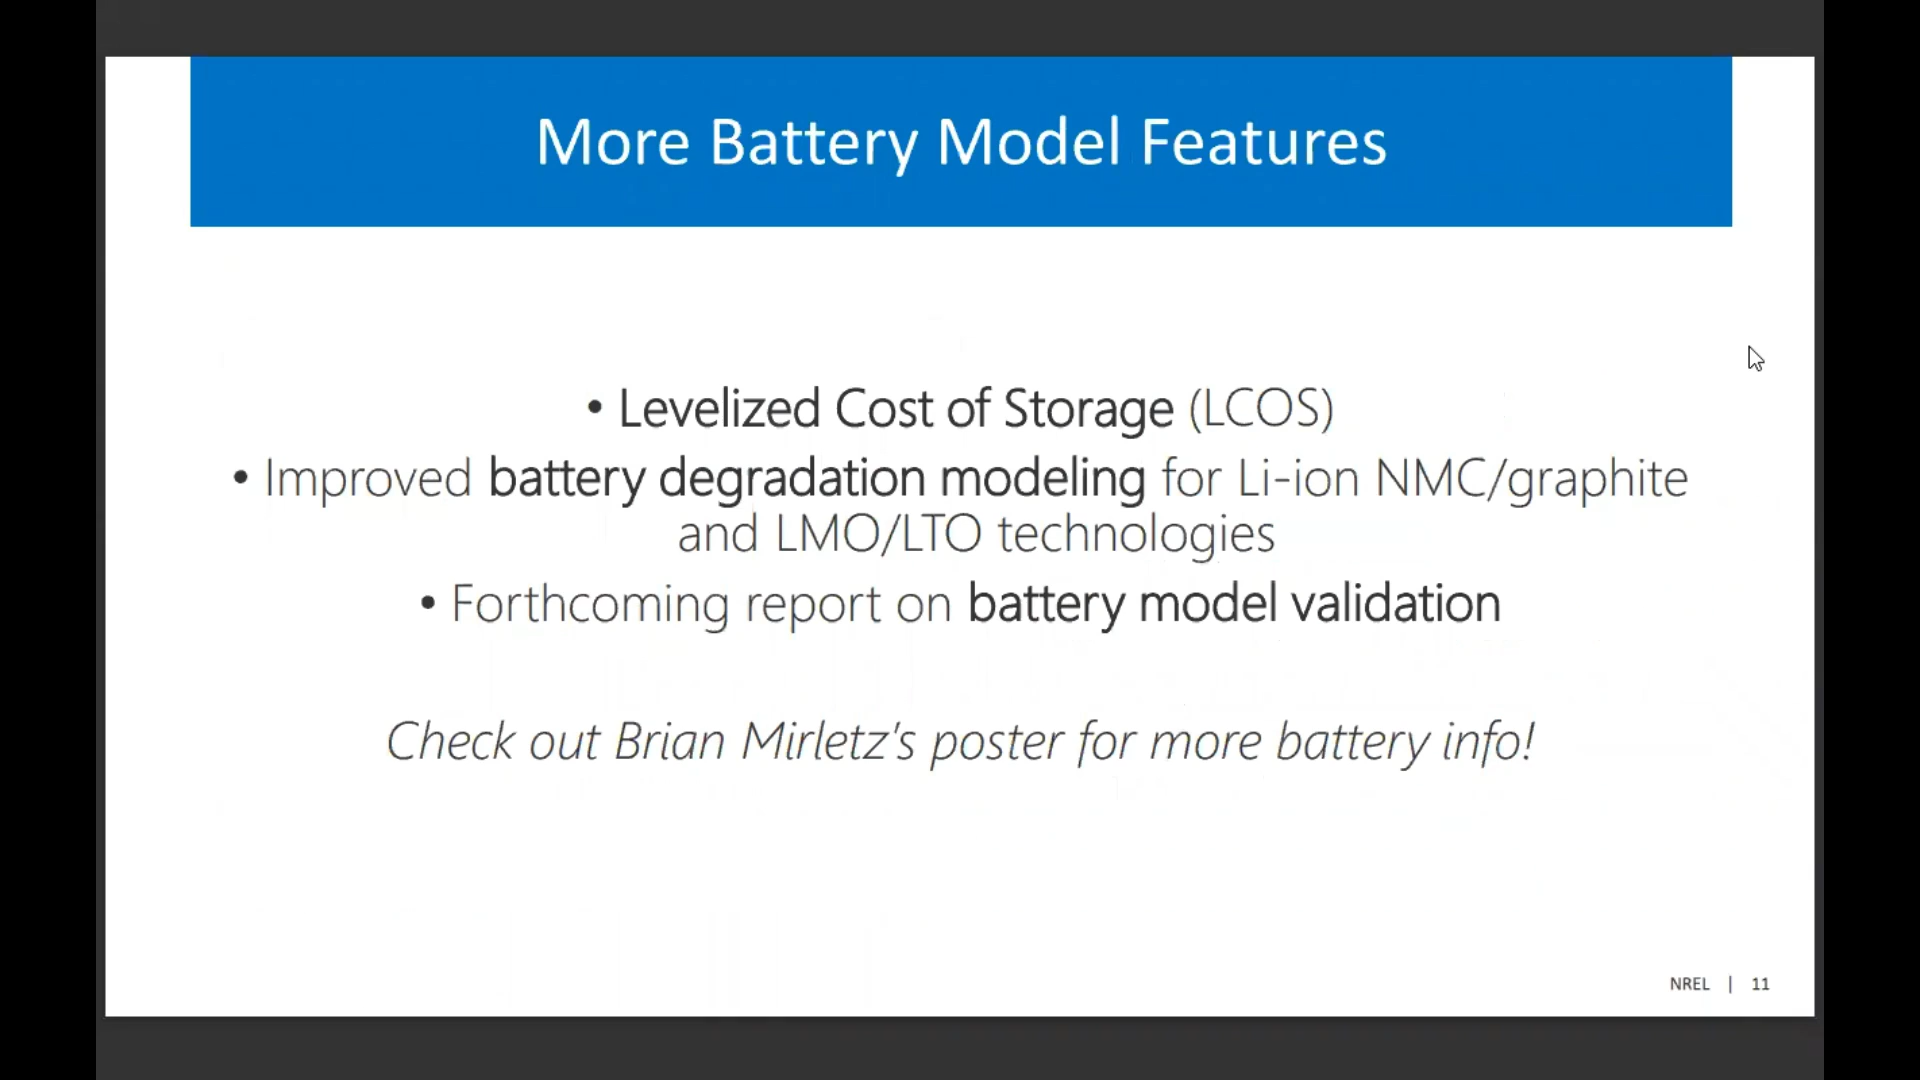 More Battery Model Features
• Levelized Cost of Storage (LCOS)
• Improved battery degradation modeling for Li-ion NMC/graphite
and LMO/LTO technologies
• Forthcoming report on battery model validation
Check out Brian Mirletz's poster for more battery info!
NREL | 11